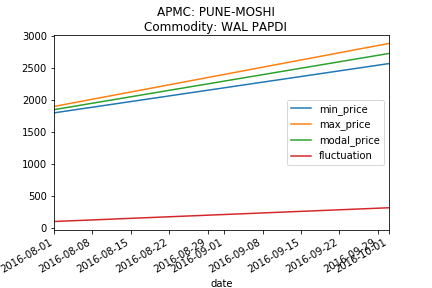 APMC: PUNE-MOSHI
Commodity: WAL PAPDI
3000
2500
2000
1500
1000
500
0
min_price
max_price
modal_price
fluctuation
2016-08-01
2016-08-08
2016-08-15
2016-08-22
2016-08-29
2016-09-01
2016-09-08
2016-09-15
2016-09-22
2016-09-29
2016-10-01
date